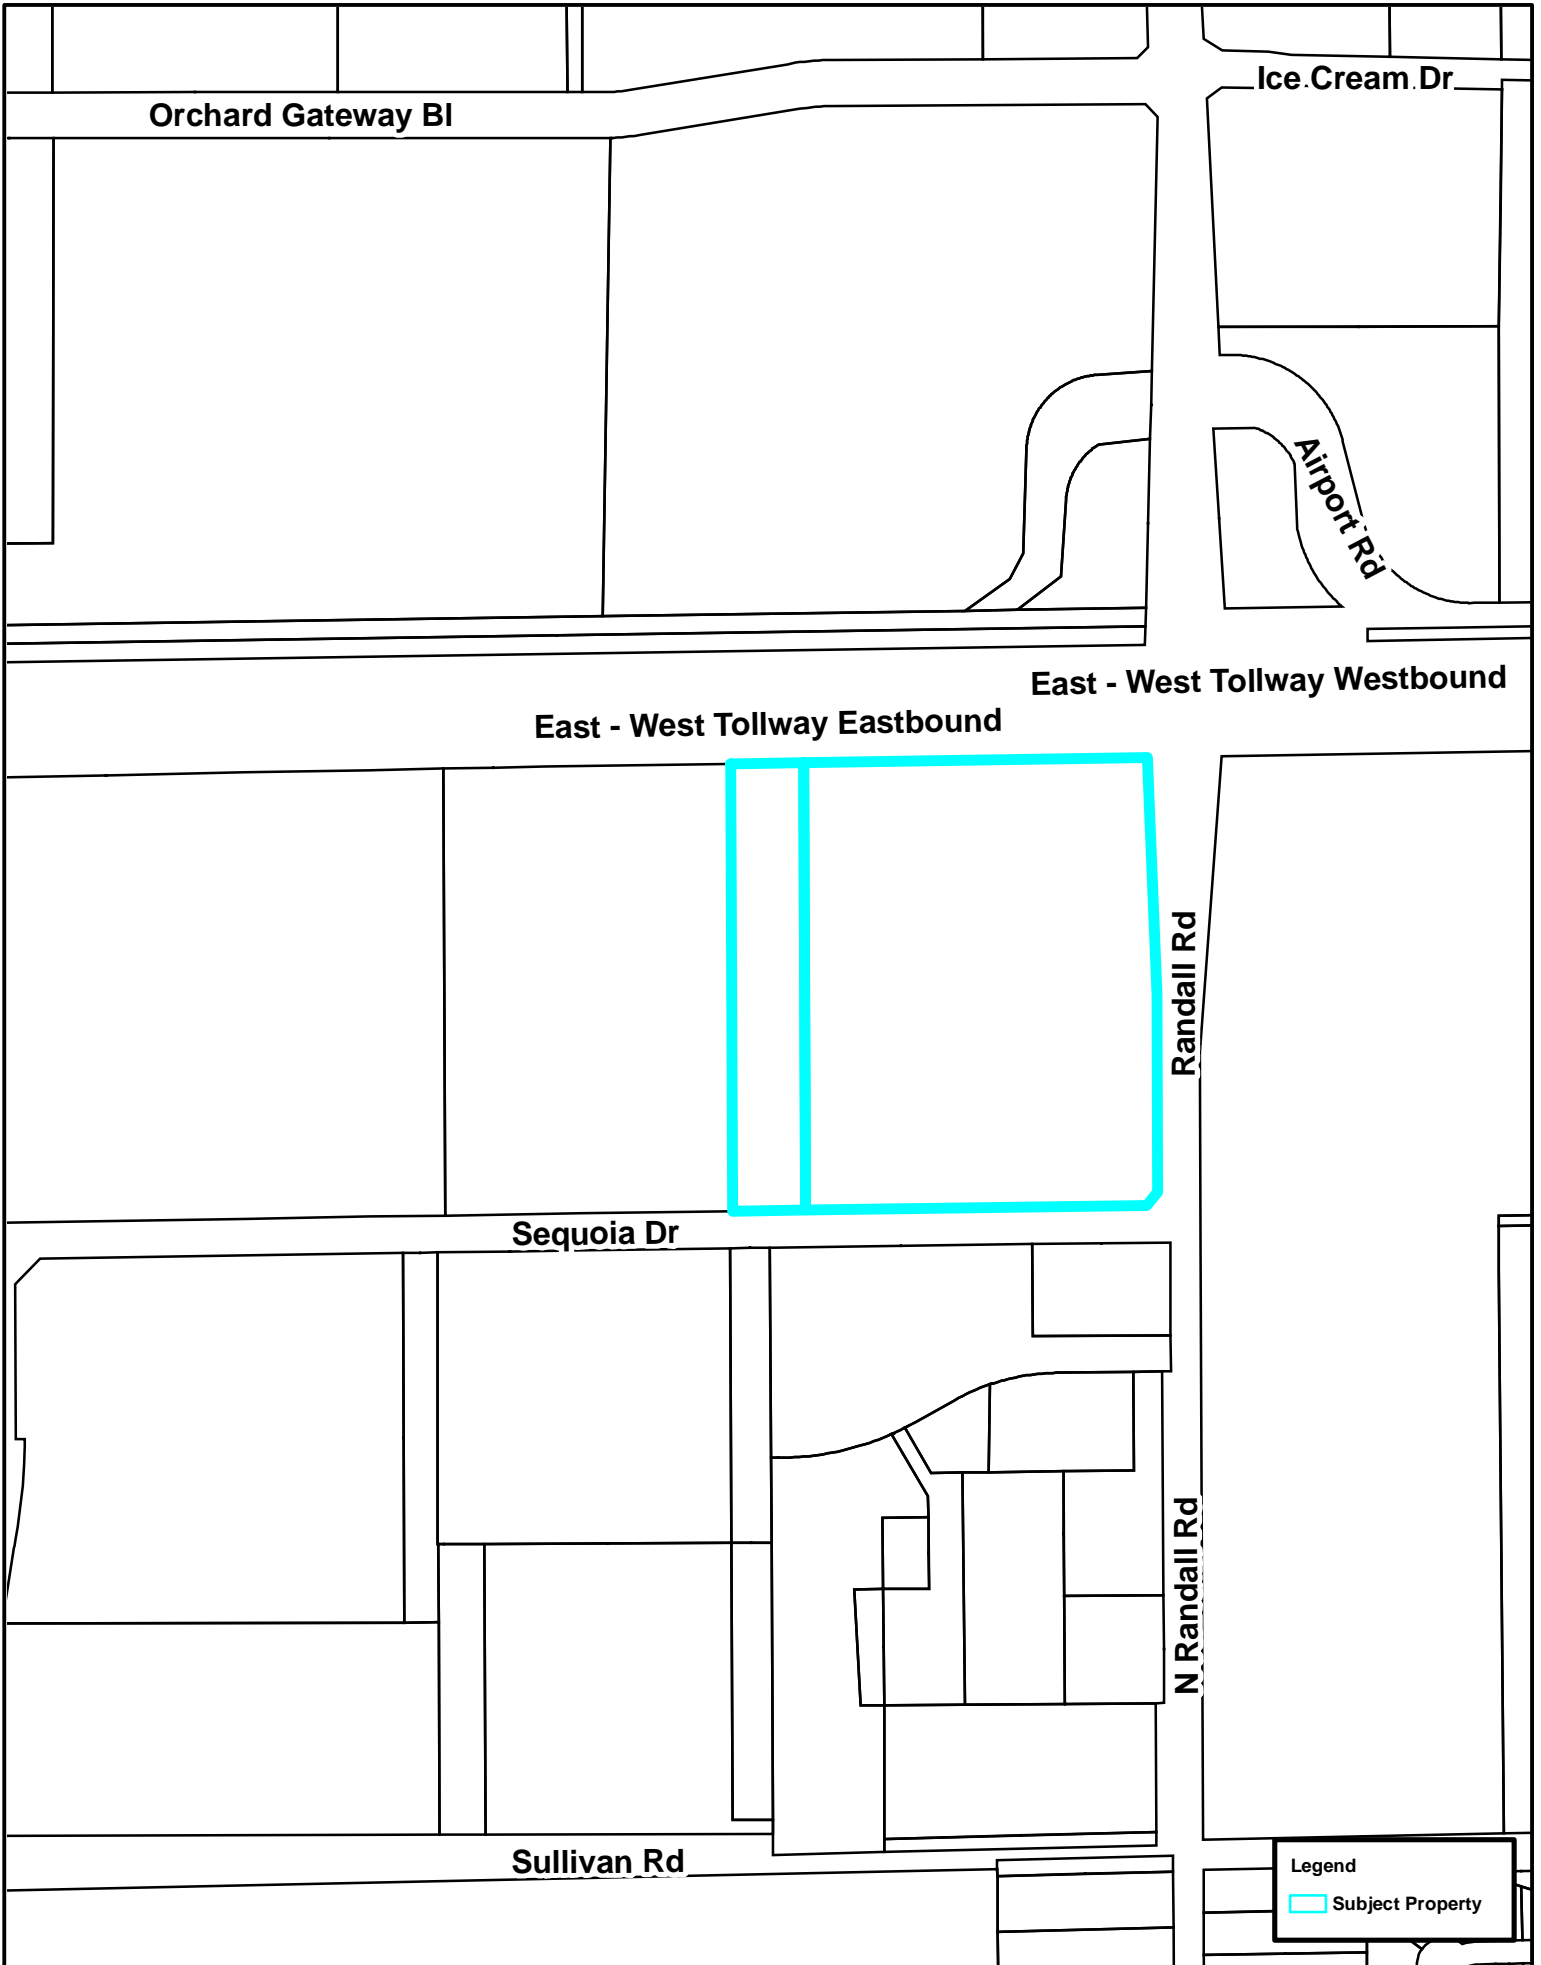 Ice Cream Dr
Orchard Gateway Bl
Airport Rd
East - West Tollway Westbound
East - West Tollway Eastbound
Randall Rd
Sequoia Dr
N Randall Rd
Sullivan Rd
Legend
Subject Property